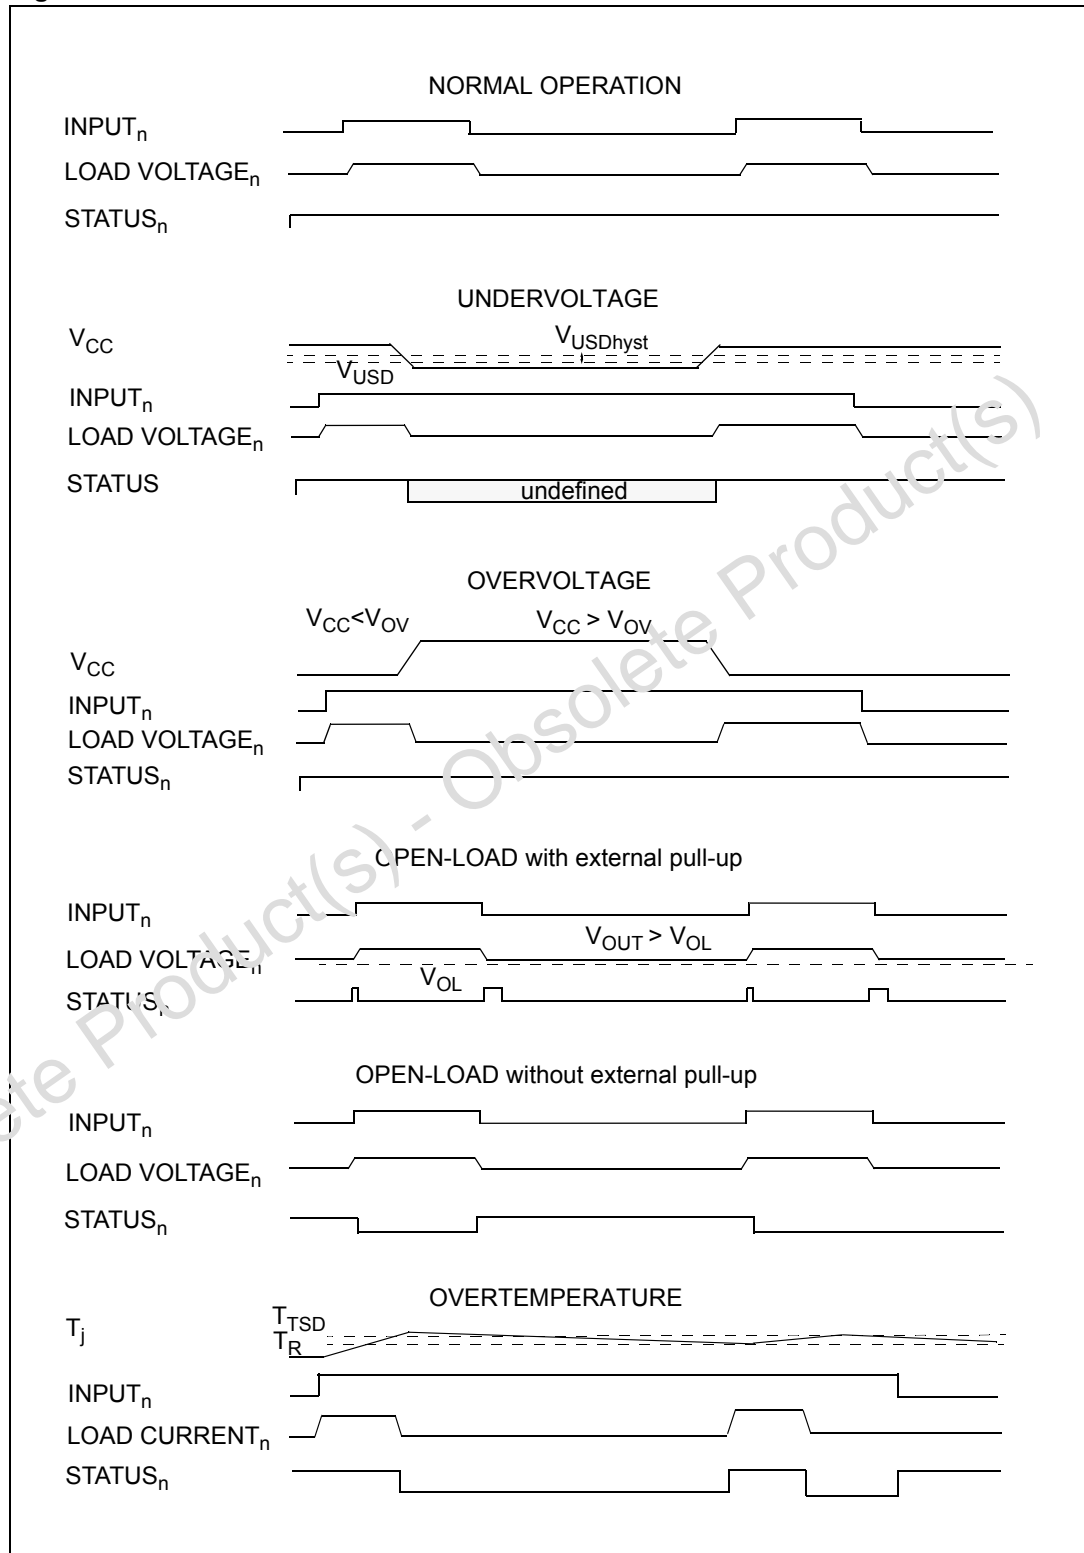 NORMAL OPERATION
INPUTn
LOAD VOLTAGEn
STATUSn
UNDERVOLTAGE
VCC
VUSDhyst
VUSD
INPUTn
LOAD VOLTAGEn
STATUS
undefined
OVERVOLTAGE
VCC<VOV
VCC > VOV
VCC
INPUTn
LOAD VOLTAGEn
STATUSn
OPEN-LOAD with external pull-up
INPUTn
VOUT > VOL
LOAD VOLTAGEn
VOL
STATUSn
OPEN-LOAD without external pull-up
INPUTn
LOAD VOLTAGEn
STATUSn
OVERTEMPERATURE
Tj
TTSD
TR
INPUTn
LOAD CURRENTn
STATUSn
ete Product(s) - Obsolete Product(s)